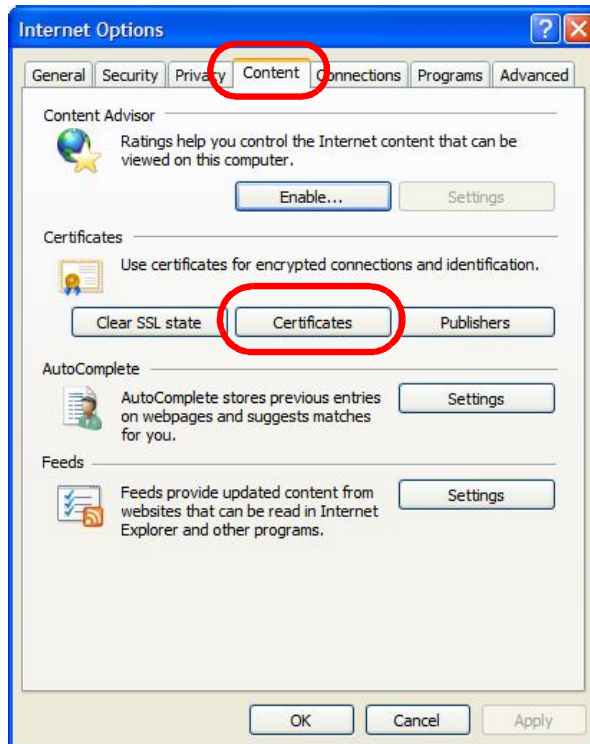 Internet Options
General Security Privacy Content Connections Programs Advanced
Content Advisor
Ratings help you control the Internet content that can be
viewed on this computer.
Enable... Settings
Certificates
Use certificates for encrypted connections and identification.
Clear SSL state Certificates Publishers
AutoComplete
AutoComplete stores previous entries
on webpages and suggests matches
for you.
Settings
Feeds
Feeds provide updated content from
websites that can be read in Internet
Explorer and other programs.
Settings
OK Cancel Apply